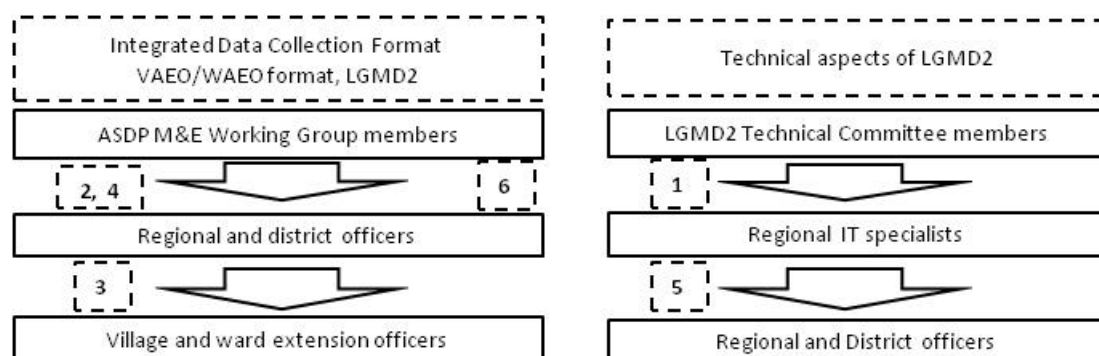 Integrated Data Collection Format
VAEO/WAEO format, LGMD2
ASDP M&E Working Group members
2, 4
6
Regional and district officers
3
Village and ward extension officers
Technical aspects of LGMD2
LGMD2 Technical Committee members
1
Regional IT specialists
5
Regional and District officers